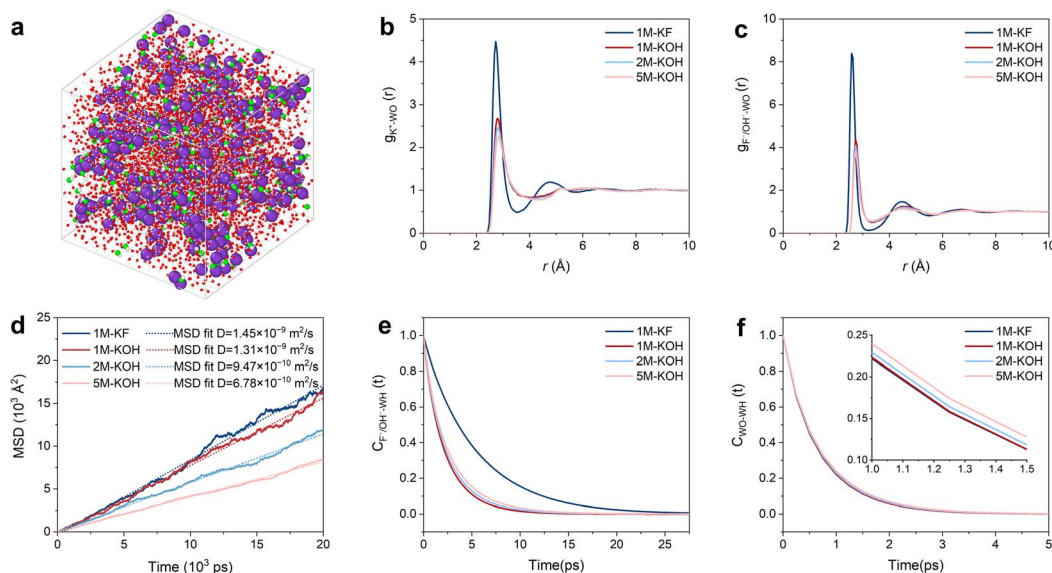 a
b
5
4
3
2
1
0
g K⁺-WO (r)
0 2 4 6 8 10
r (Å)
1M-KF
1M-KOH
2M-KOH
5M-KOH
c
10
8
6
4
2
0
g F⁻/OH⁻-WO (r)
0 2 4 6 8 10
r (Å)
1M-KF
1M-KOH
2M-KOH
5M-KOH
d
25
20
15
10
5
0
MSD (10³ Å²)
1M-KF MSD fit D=1.45×10⁻⁹ m²/s
1M-KOH MSD fit D=1.31×10⁻⁹ m²/s
2M-KOH MSD fit D=9.47×10⁻¹⁰ m²/s
5M-KOH MSD fit D=6.78×10⁻¹⁰ m²/s
0 5 10 15 20
Time (10³ ps)
e
1.0
0.8
0.6
0.4
0.2
0.0
C F⁻/OH⁻-WH (t)
0 5 10 15 20 25
Time(ps)
1M-KF
1M-KOH
2M-KOH
5M-KOH
f
1.0
0.8
0.6
0.4
0.2
0.0
C WO-WH (t)
0 1 2 3 4 5
Time(ps)
1M-KF
1M-KOH
2M-KOH
5M-KOH
0.25
0.20
0.15
0.10
0.05
1.0 1.1 1.2 1.3 1.4 1.5